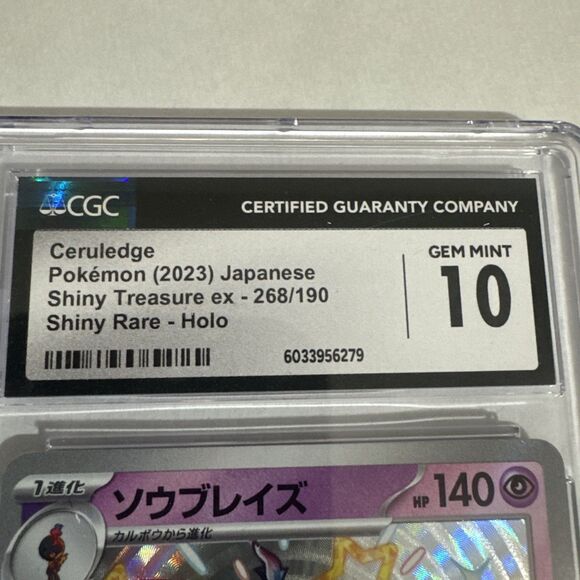 CGC
CERTIFIED GUARANTY COMPANY
Ceruledge
Pokémon (2023) Japanese
Shiny Treasure ex - 268/190
Shiny Rare - Holo
GEM MINT
10
6033956279
1進化
ソウブレイズ
HP 140
カルボウから進化